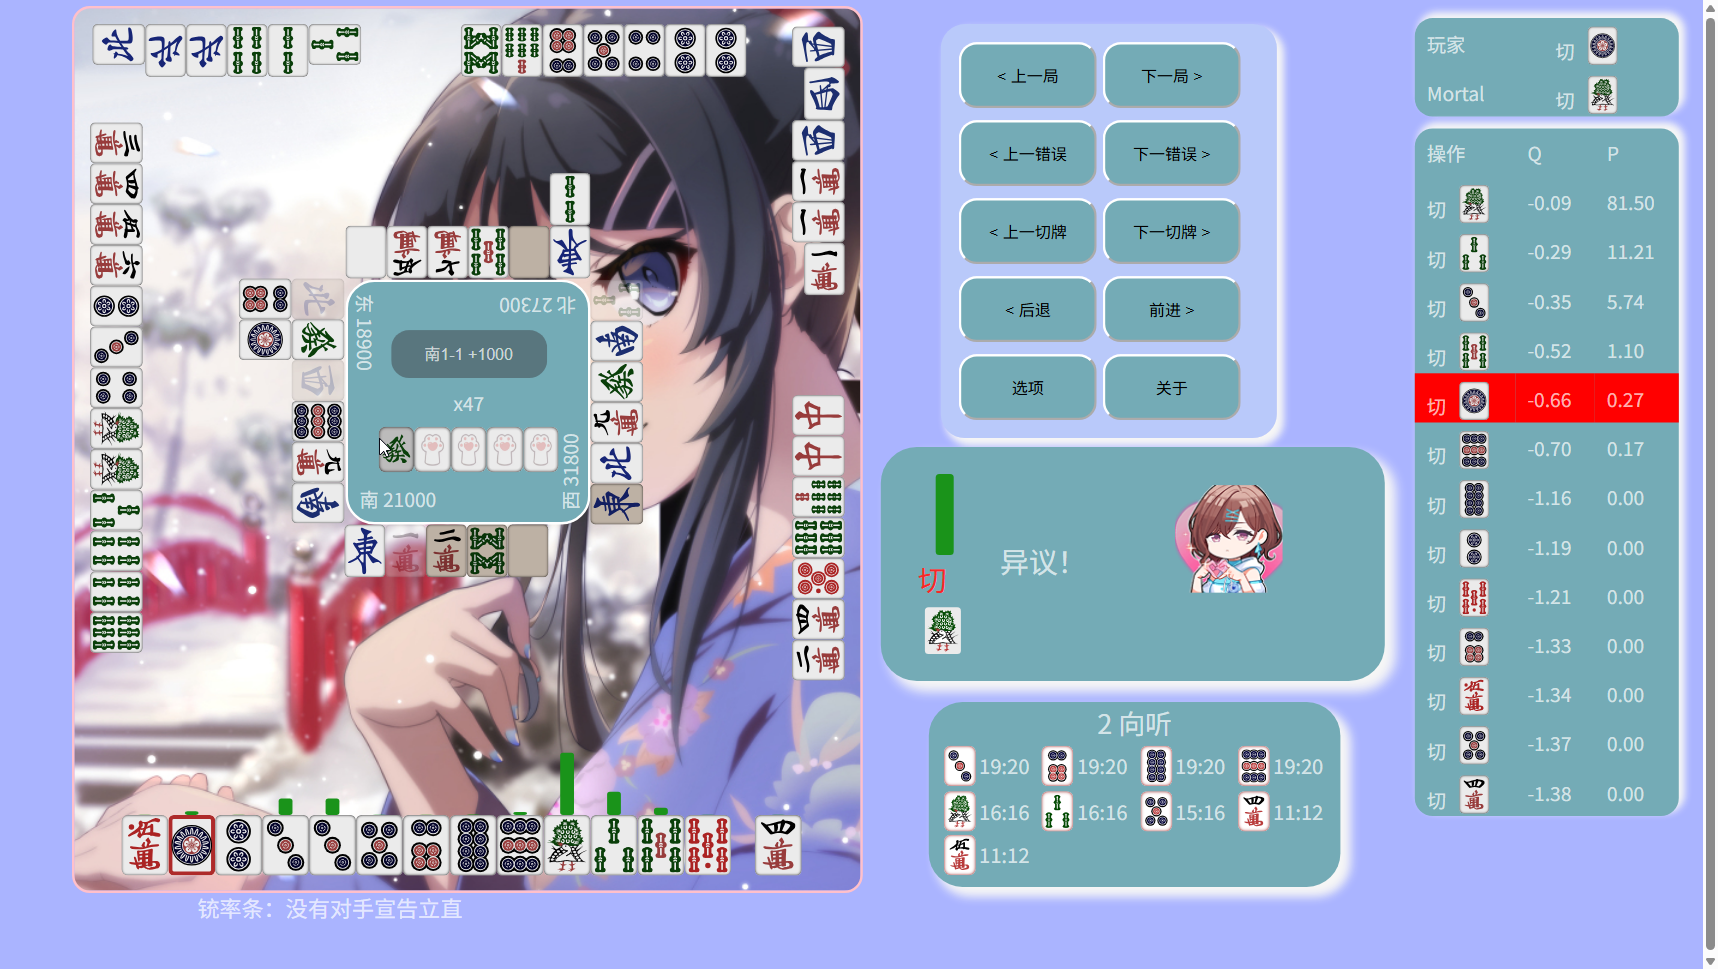 东 18900
北 27300
南1-1 +1000
x47
南 21000
西 31800
铳率条：没有对手宣告立直
< 上一局
下一局 >
< 上一错误
下一错误 >
< 上一切牌
下一切牌 >
< 后退
前进 >
选项
关于
切
异议！
2 向听
19:20
19:20
19:20
19:20
16:16
16:16
15:16
11:12
11:12
玩家 切
Mortal 切
操作 Q P
切 -0.09 81.50
切 -0.29 11.21
切 -0.35 5.74
切 -0.52 1.10
切 -0.66 0.27
切 -0.70 0.17
切 -1.16 0.00
切 -1.19 0.00
切 -1.21 0.00
切 -1.33 0.00
切 -1.34 0.00
切 -1.37 0.00
切 -1.38 0.00